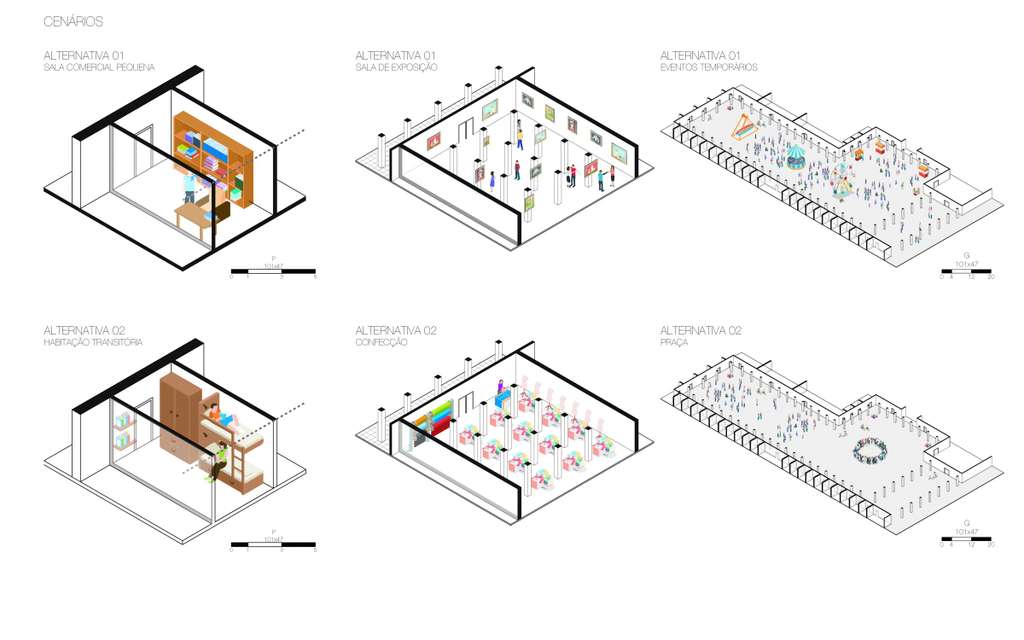 CENÁRIOS
ALTERNATIVA 01
SALA COMERCIAL PEQUENA
ALTERNATIVA 01
SALA DE EXPOSIÇÃO
ALTERNATIVA 01
EVENTOS TEMPORÁRIOS
P
101x47
0 1 3 5
G
101x47
0 4 12 20
ALTERNATIVA 02
HABITAÇÃO TRANSITÓRIA
ALTERNATIVA 02
CONFECÇÃO
ALTERNATIVA 02
PRAÇA
P
101x47
0 1 3 5
G
101x47
0 4 12 20